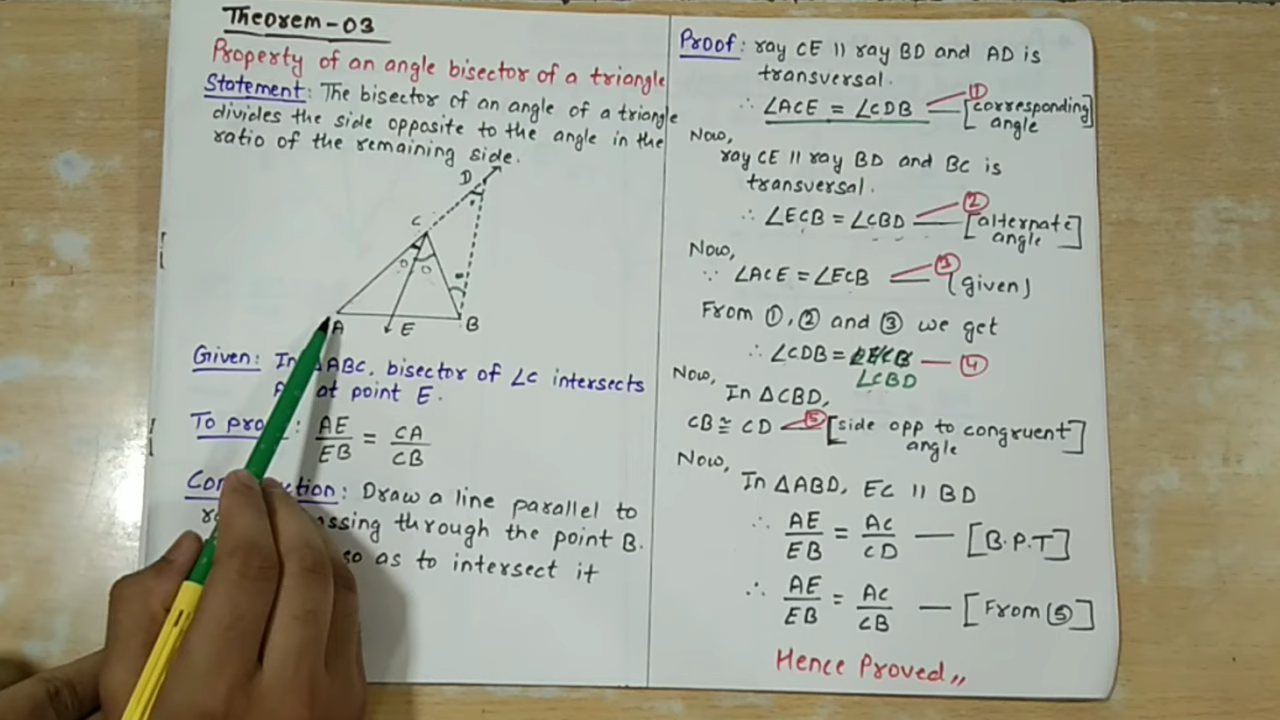 Theorem-03
Property of an angle bisector of a triangle
Statement: The bisector of an angle of a triangle
divides the side opposite to the angle in the
ratio of the remaining side.
D
C
A E B
Given: In ΔABC, bisector of ∠C intersects
at point E.
To : AE/EB = CA/CB
Draw a line parallel to
through the point B.
so as to intersect it
Proof: ray CE || ray BD and AD is
transversal.
∴ ∠ACE = ∠CDB — ① [corresponding angle]
Now,
ray CE || ray BD and BC is
transversal.
∴ ∠ECB = ∠CBD — ② [alternate angle]
Now,
∵ ∠ACE = ∠ECB — ③ (given)
From ①, ② and ③ we get
∴ ∠CDB = ∠CBD — ④
Now,
In ΔCBD,
CB ≅ CD — ⑤ [side opp to congruent angle]
Now,
In ΔABD, EC || BD
∴ AE/EB = AC/CD — [B.P.T]
∴ AE/EB = AC/CB — [From ⑤]
Hence Proved,,